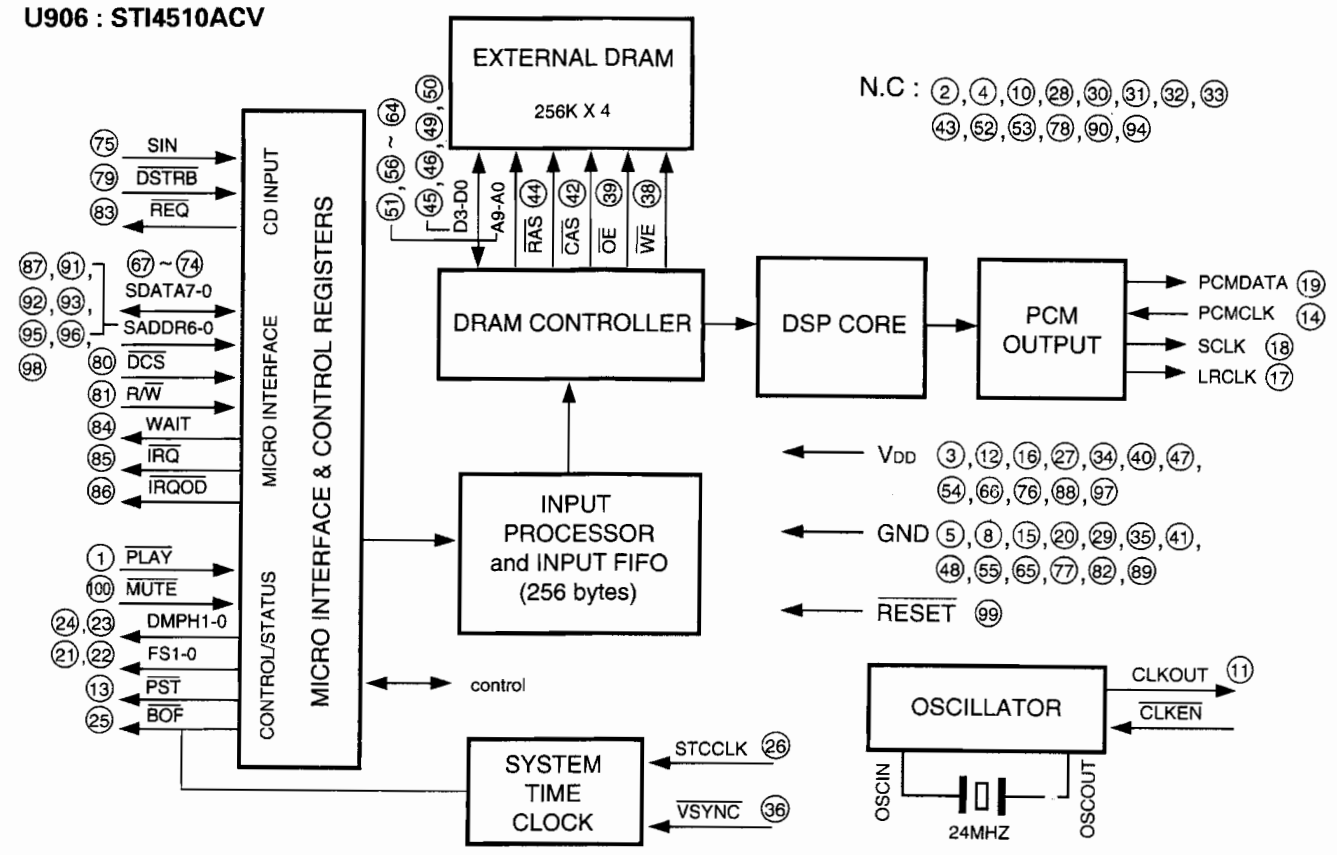 U906 : STI4510ACV
EXTERNAL DRAM
256K X 4
N.C : 2, 4, 10, 28, 30, 31, 32, 33
43, 52, 53, 78, 90, 94
51, 56 ~ 64
45, 46, 49, 50
D3-D0
A9-A0
RAS 44
CAS 42
OE 39
WE 38
75 SIN
79 DSTRB
83 REQ
87, 91,
92, 93,
95, 96,
98
67 ~ 74
SDATA7-0
SADDR6-0
80 DCS
81 R/W
84 WAIT
85 IRQ
86 IRQOD
1 PLAY
100 MUTE
24, 23 DMPH1-0
21, 22 FS1-0
13 PST
25 BOF
CD INPUT
MICRO INTERFACE
CONTROL/STATUS
MICRO INTERFACE & CONTROL REGISTERS
DRAM CONTROLLER
DSP CORE
PCM
OUTPUT
PCMDATA 19
PCMCLK 14
SCLK 18
LRCLK 17
INPUT
PROCESSOR
and INPUT FIFO
(256 bytes)
control
VDD 3, 12, 16, 27, 34, 40, 47,
54, 66, 76, 88, 97
GND 5, 8, 15, 20, 29, 35, 41,
48, 55, 65, 77, 82, 89
RESET 99
SYSTEM
TIME
CLOCK
STCCLK 26
VSYNC 36
OSCILLATOR
CLKOUT 11
CLKEN
OSCIN
OSCOUT
24MHZ